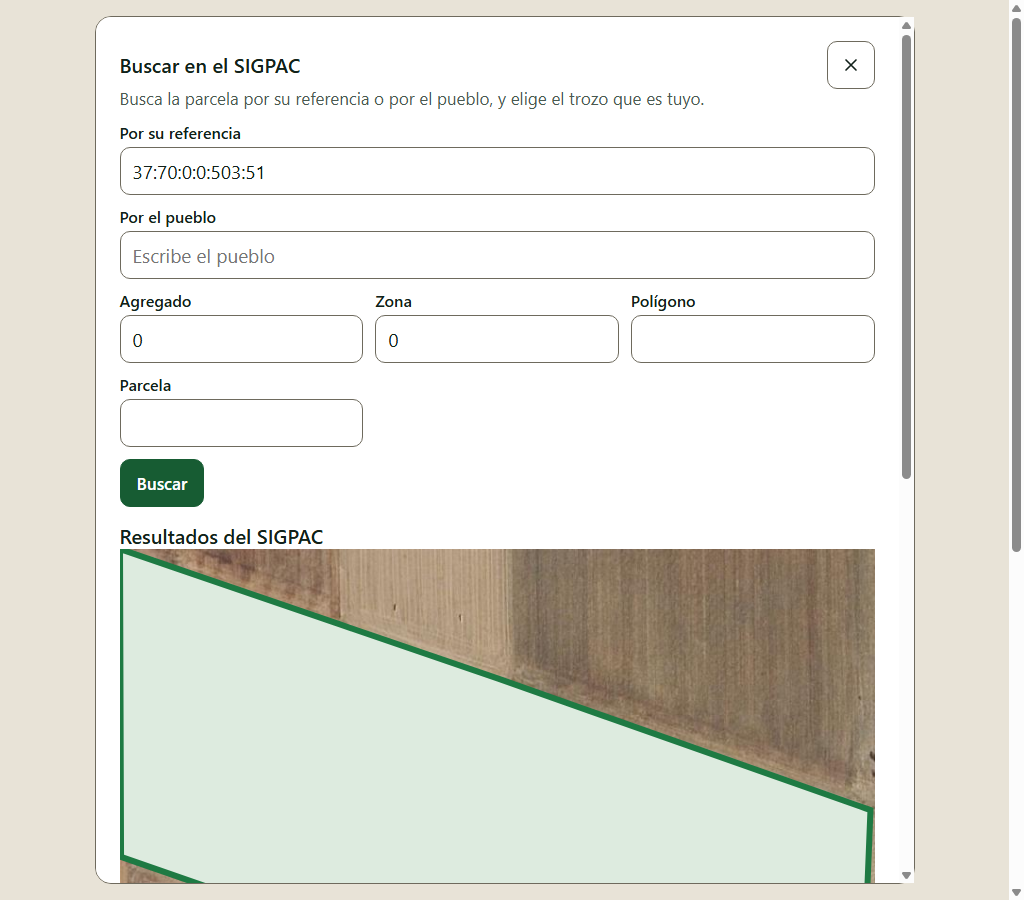 Buscar en el SIGPAC
Busca la parcela por su referencia o por el pueblo, y elige el trozo que es tuyo.
Por su referencia
37:70:0:0:503:51
Por el pueblo
Escribe el pueblo
Agregado Zona Polígono
0 0
Parcela
Buscar
Resultados del SIGPAC